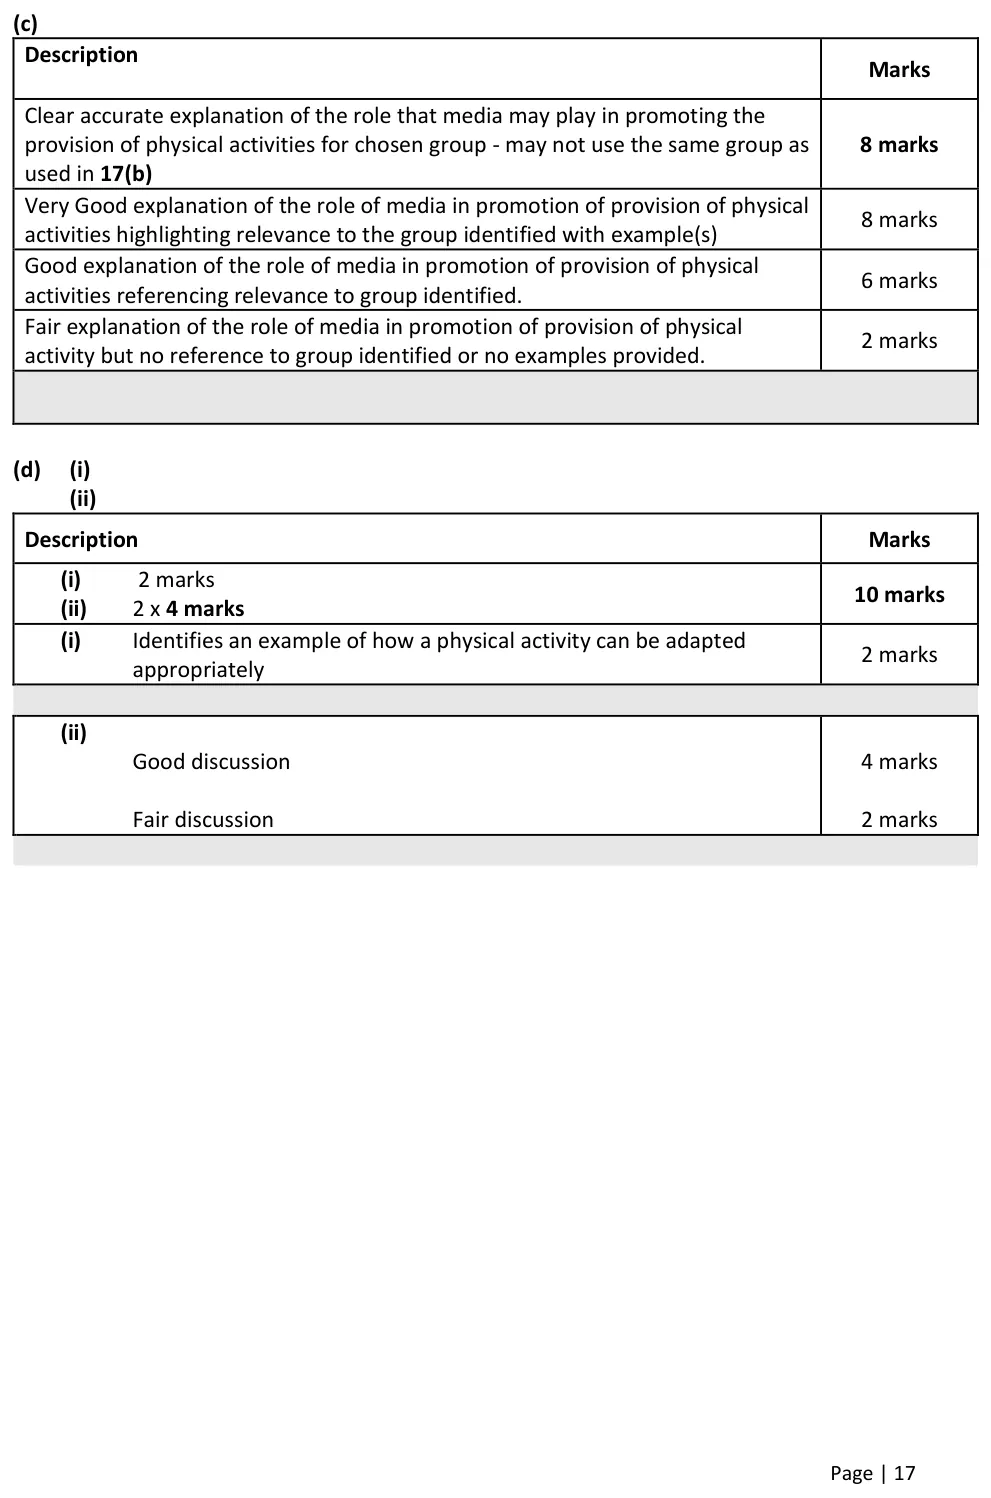 (c)
Description
Marks
Clear accurate explanation of the role that media may play in promoting the
provision of physical activities for chosen group - may not use the same group as
used in 17(b)
8 marks
Very Good explanation of the role of media in promotion of provision of physical
activities highlighting relevance to the group identified with example(s)
8 marks
Good explanation of the role of media in promotion of provision of physical
activities referencing relevance to group identified.
6 marks
Fair explanation of the role of media in promotion of provision of physical
activity but no reference to group identified or no examples provided.
2 marks
(d) (i)
(ii)
Description Marks
(i) 2 marks
(ii) 2 x 4 marks
10 marks
(i) Identifies an example of how a physical activity can be adapted
appropriately
2 marks
(ii)
Good discussion 4 marks
Fair discussion 2 marks
Page | 17